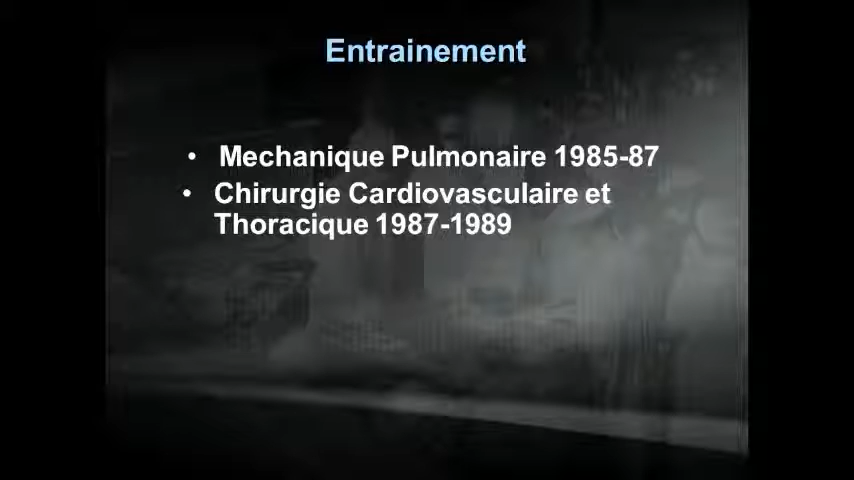 Entrainement
• Mechanique Pulmonaire 1985-87
• Chirurgie Cardiovasculaire et
Thoracique 1987-1989